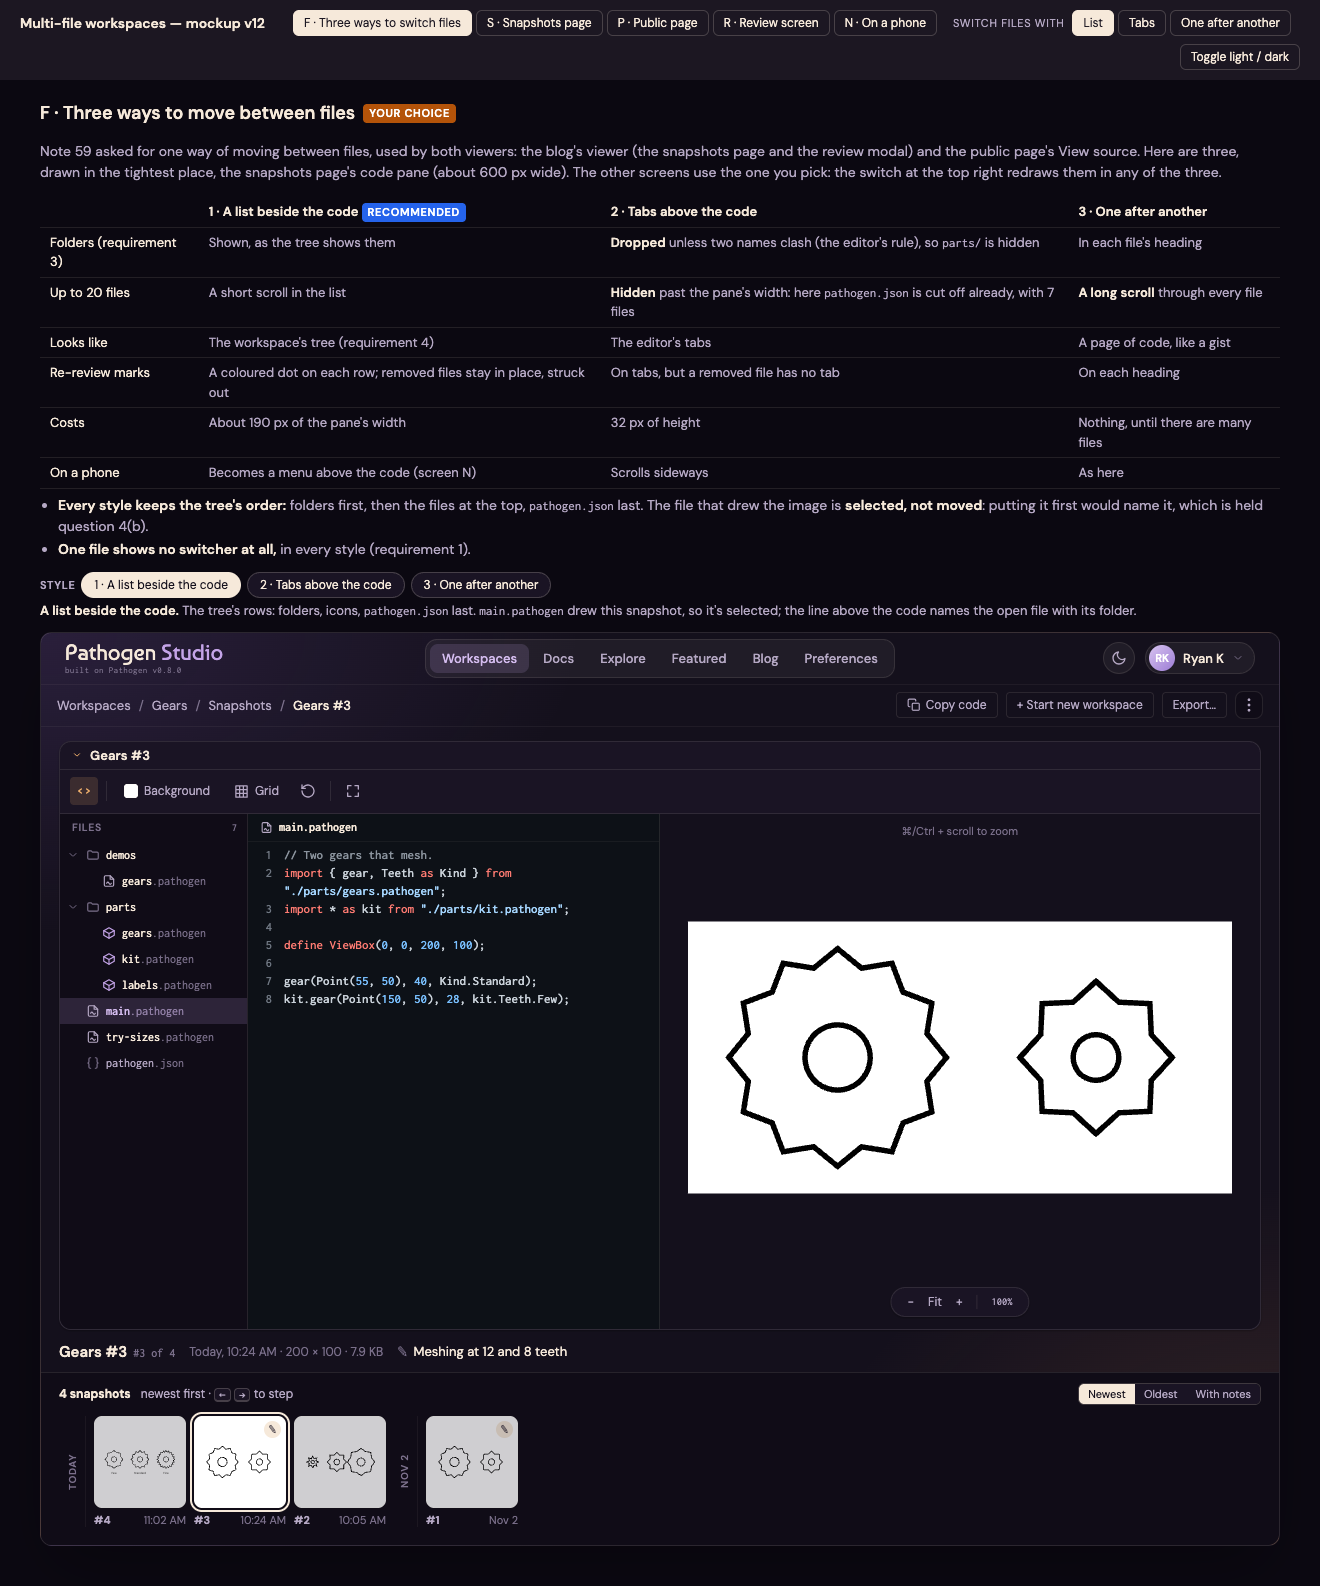 Multi-file workspaces — mockup v12
F · Three ways to switch files
S · Snapshots page
P · Public page
R · Review screen
N · On a phone
SWITCH FILES WITH
List
Tabs
One after another
Toggle light / dark
F · Three ways to move between files YOUR CHOICE
Note 59 asked for one way of moving between files, used by both viewers: the blog's viewer (the snapshots page and the review modal) and the public page's View source. Here are three,
drawn in the tightest place, the snapshots page's code pane (about 600 px wide). The other screens use the one you pick: the switch at the top right redraws them in any of the three.
1 · A list beside the code RECOMMENDED
2 · Tabs above the code
3 · One after another
Folders (requirement
3)
Shown, as the tree shows them
Dropped unless two names clash (the editor's rule), so parts/ is hidden
In each file's heading
Up to 20 files
A short scroll in the list
Hidden past the pane's width: here pathogen.json is cut off already, with 7
files
A long scroll through every file
Looks like
The workspace's tree (requirement 4)
The editor's tabs
A page of code, like a gist
Re-review marks
A coloured dot on each row; removed files stay in place, struck
out
On tabs, but a removed file has no tab
On each heading
Costs
About 190 px of the pane's width
32 px of height
Nothing, until there are many
files
On a phone
Becomes a menu above the code (screen N)
Scrolls sideways
As here
• Every style keeps the tree's order: folders first, then the files at the top, pathogen.json last. The file that drew the image is selected, not moved: putting it first would name it, which is held
question 4(b).
• One file shows no switcher at all, in every style (requirement 1).
STYLE
1 · A list beside the code
2 · Tabs above the code
3 · One after another
A list beside the code. The tree's rows: folders, icons, pathogen.json last. main.pathogen drew this snapshot, so it's selected; the line above the code names the open file with its folder.
Pathogen Studio
built on Pathogen v0.8.0
Workspaces
Docs
Explore
Featured
Blog
Preferences
RK
Ryan K
Workspaces / Gears / Snapshots / Gears #3
Copy code
+ Start new workspace
Export…
Gears #3
Background
Grid
FILES 7
demos
gears.pathogen
parts
gears.pathogen
kit.pathogen
labels.pathogen
main.pathogen
try-sizes.pathogen
{} pathogen.json
main.pathogen
1 // Two gears that mesh.
2 import { gear, Teeth as Kind } from
"./parts/gears.pathogen";
3 import * as kit from "./parts/kit.pathogen";
4
5 define ViewBox(0, 0, 200, 100);
6
7 gear(Point(55, 50), 40, Kind.Standard);
8 kit.gear(Point(150, 50), 28, kit.Teeth.Few);
⌘/Ctrl + scroll to zoom
− Fit + 100%
Gears #3 #3 of 4 Today, 10:24 AM · 200 × 100 · 7.9 KB ✎ Meshing at 12 and 8 teeth
4 snapshots newest first · ← → to step
Newest
Oldest
With notes
TODAY
#4 11:02 AM
#3 10:24 AM
#2 10:05 AM
NOV 2
#1 Nov 2